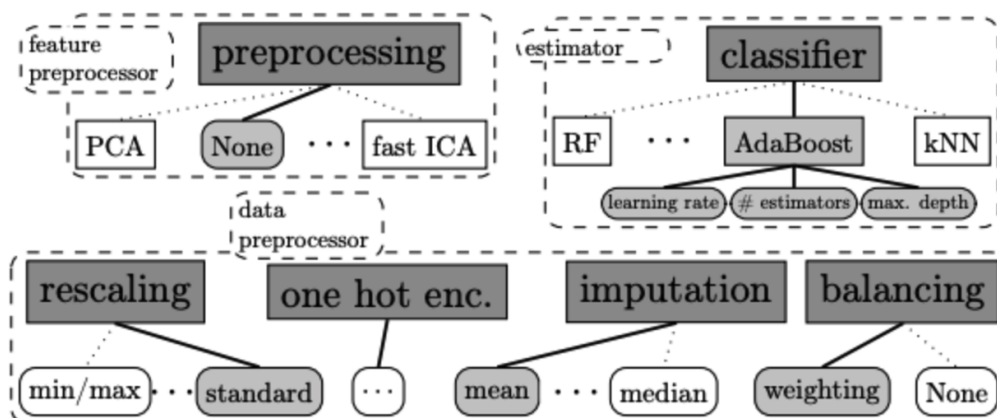 feature
preprocessor
preprocessing
PCA
None
...
fast ICA
estimator
classifier
RF
...
AdaBoost
kNN
learning rate
# estimators
max. depth
data
preprocessor
rescaling
one hot enc.
imputation
balancing
min/max
...
standard
...
mean
...
median
weighting
None